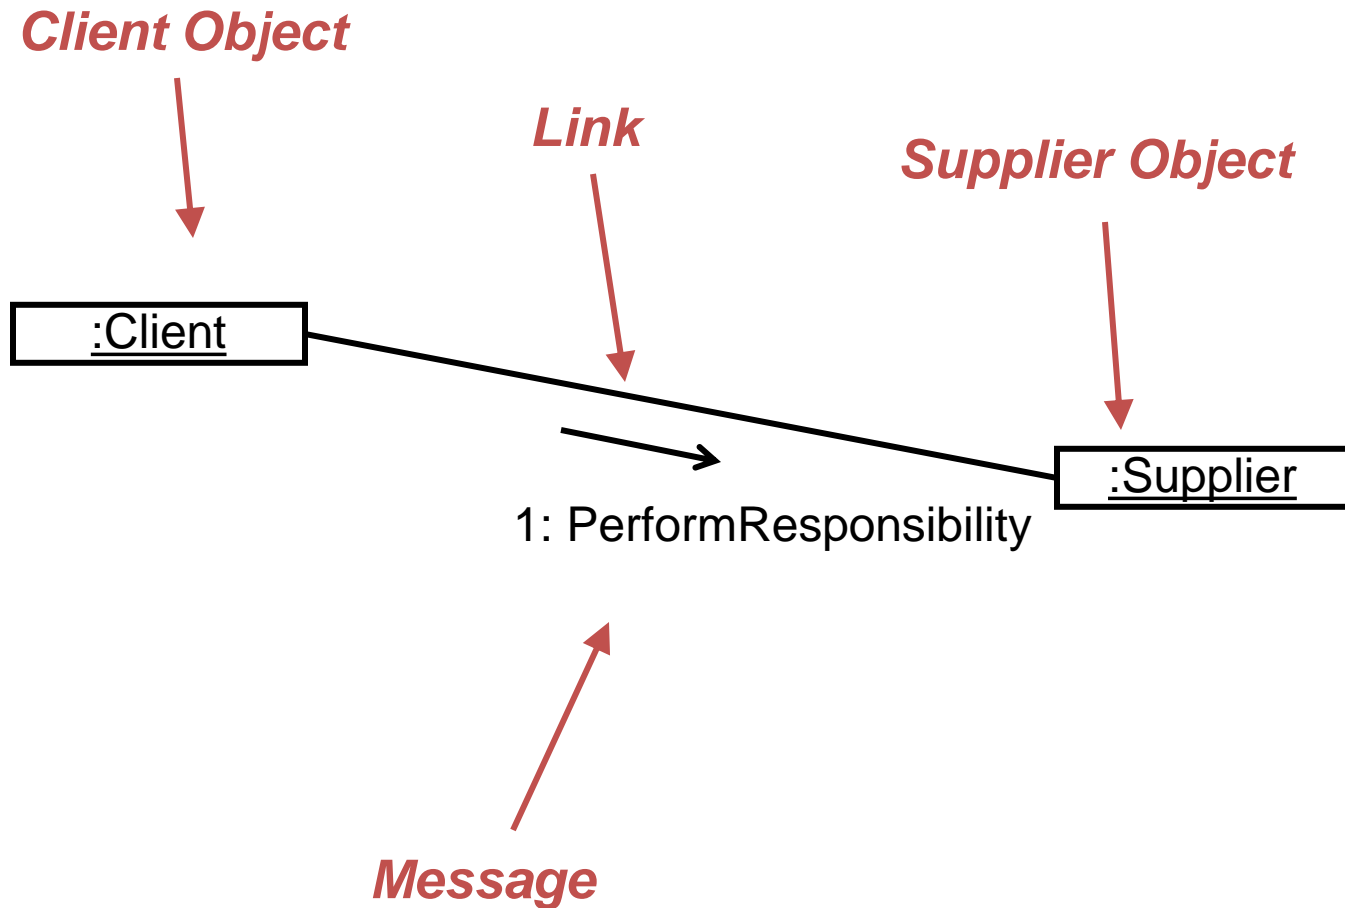 Client Object
Link
Supplier Object
:Client
:Supplier
1: PerformResponsibility
Message